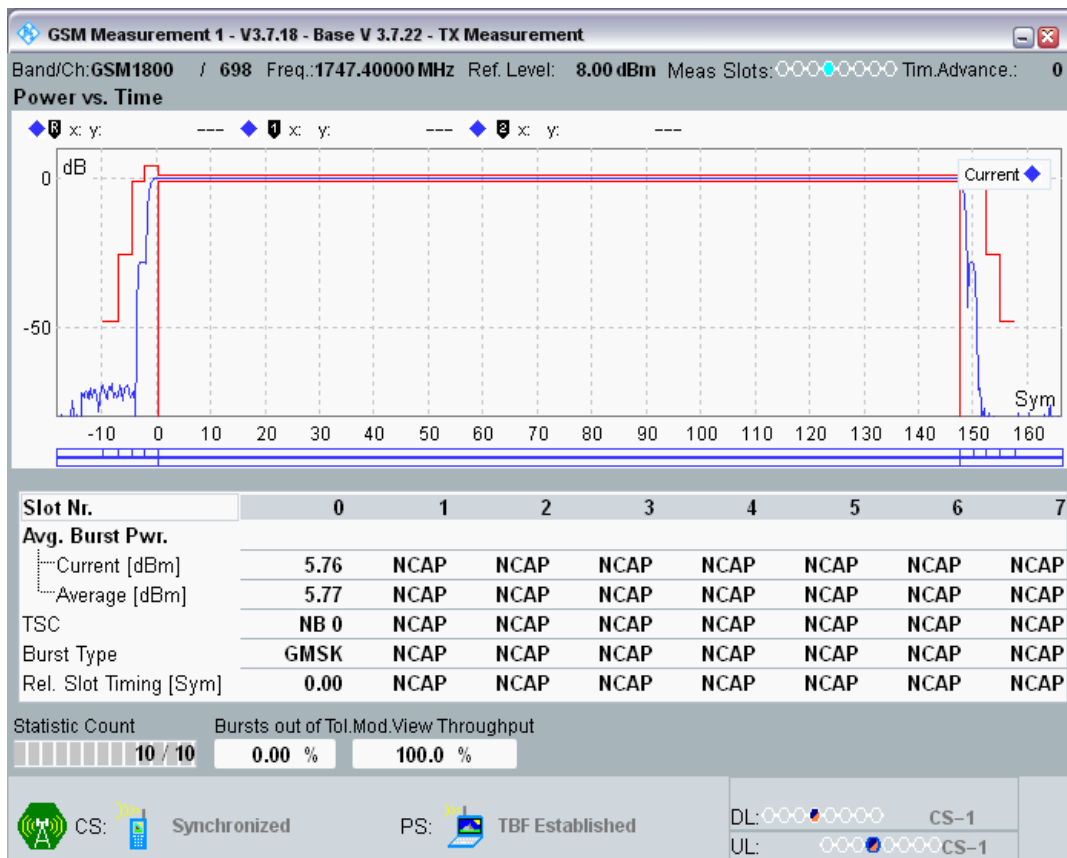 GSM Measurement 1 - V3.7.18 - Base V 3.7.22 - TX Measurement
Band/Ch:GSM1800 / 698 Freq.:1747.40000 MHz Ref. Level: 8.00 dBm Meas Slots: Tim.Advance.: 0
Power vs. Time
R x: y: --- 1 x: y: --- 2 x: y: ---
dB
Current
0
-50
Sym
-10 0 10 20 30 40 50 60 70 80 90 100 110 120 130 140 150 160
Slot Nr. 0 1 2 3 4 5 6 7
Avg. Burst Pwr.
Current [dBm] 5.76 NCAP NCAP NCAP NCAP NCAP NCAP NCAP
Average [dBm] 5.77 NCAP NCAP NCAP NCAP NCAP NCAP NCAP
TSC NB 0 NCAP NCAP NCAP NCAP NCAP NCAP NCAP
Burst Type GMSK NCAP NCAP NCAP NCAP NCAP NCAP NCAP
Rel. Slot Timing [Sym] 0.00 NCAP NCAP NCAP NCAP NCAP NCAP NCAP
Statistic Count Bursts out of Tol.Mod.View Throughput
10 / 10 0.00 % 100.0 %
CS: Synchronized PS: TBF Established
DL: CS-1
UL: CS-1